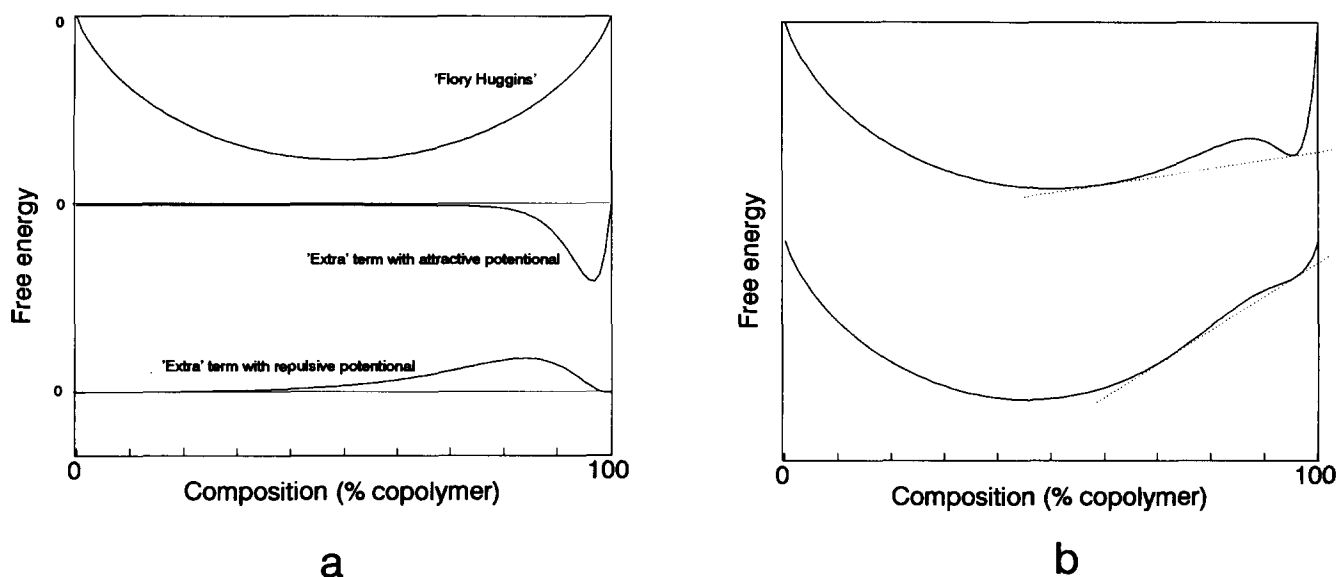 0
'Flory Huggins'
0
'Extra' term with attractive potentional
'Extra' term with repulsive potentional
0
Free energy
0
100
Composition (% copolymer)
a
Free energy
0
100
Composition (% copolymer)
b